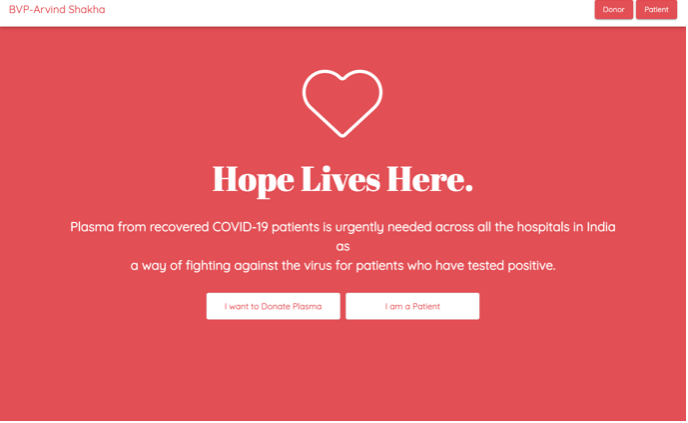 BVP-Arvind Shakha
Donor
Patient
Hope Lives Here.
Plasma from recovered COVID-19 patients is urgently needed across all the hospitals in India
as
a way of fighting against the virus for patients who have tested positive.
I want to Donate Plasma
I am a Patient